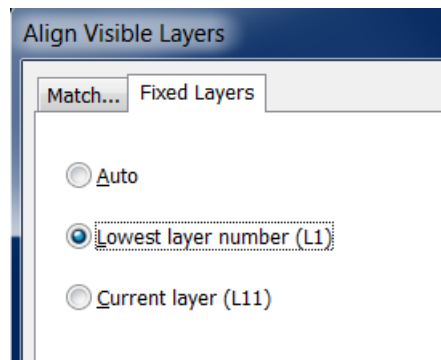 Align Visible Layers
Match... Fixed Layers
Auto
Lowest layer number (L1)
Current layer (L11)